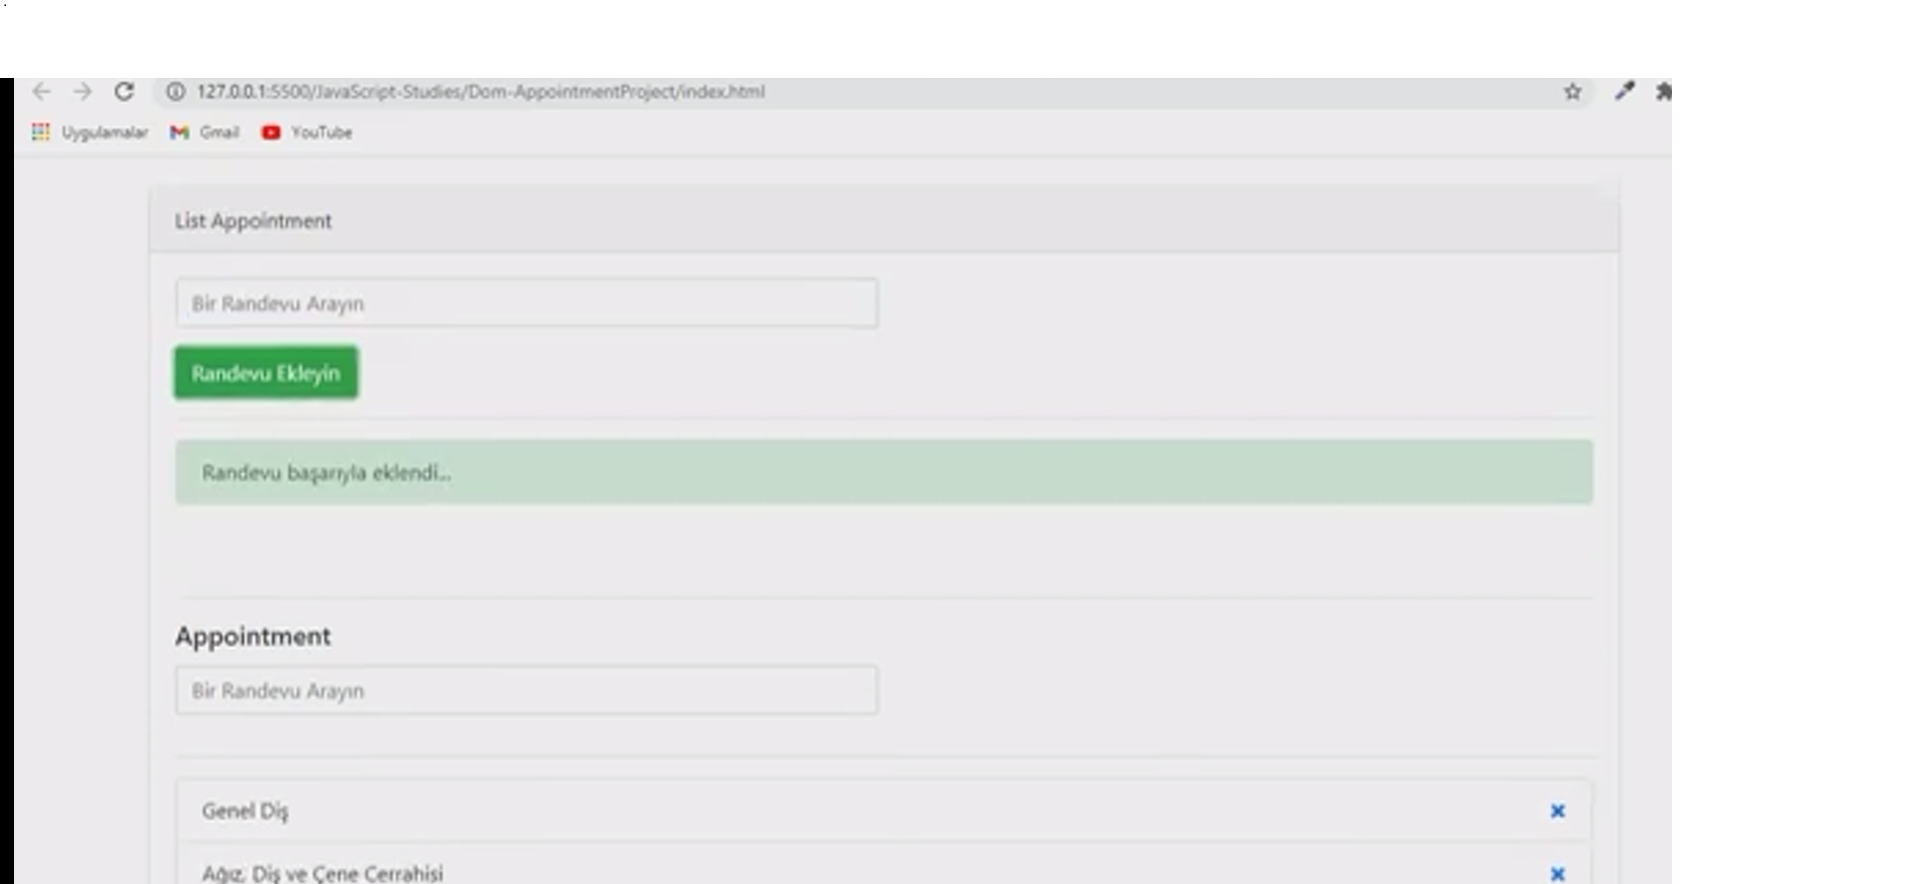 127.0.0.1:5500/JavaScript-Studies/Dom-AppointmentProject/index.html
Uygulamalar Gmail YouTube
List Appointment
Bir Randevu Arayın
Randevu Ekleyin
Randevu başarıyla eklendi...
Appointment
Bir Randevu Arayın
Genel Diş
Ağız, Diş ve Çene Cerrahisi